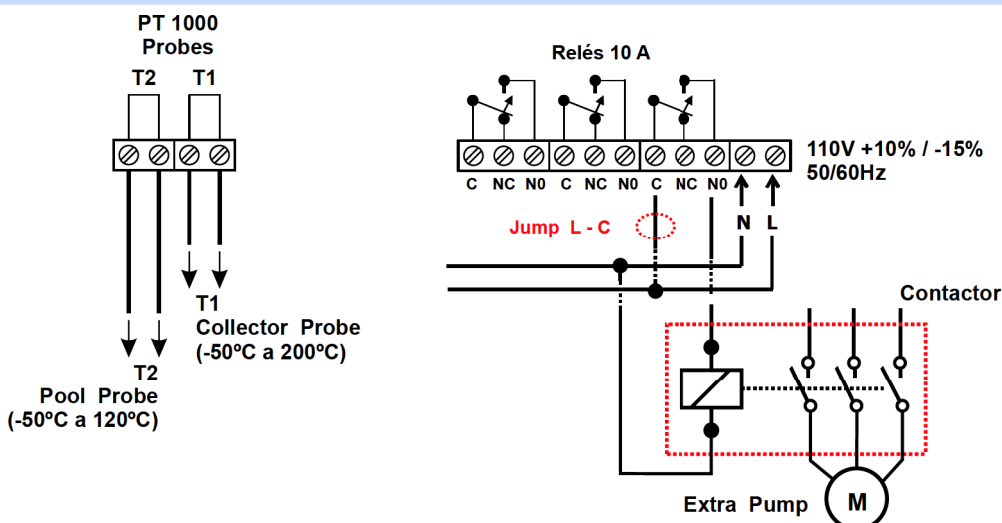 PT 1000
Probes
T2 T1
T1
Collector Probe
(-50ºC a 200ºC)
T2
Pool Probe
(-50ºC a 120ºC)
Relés 10 A
C NC N0 C NC N0 C NC N0
110V +10% / -15%
50/60Hz
Jump L - C
N L
Contactor
Extra Pump
M